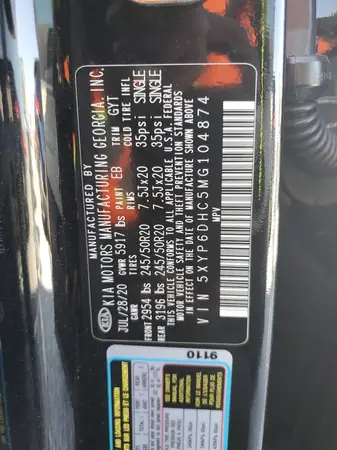 MANUFACTURED BY
KIA MOTORS MANUFACTURING GEORGIA, INC.
JUL/28/20 GVWR 5917 lbs PAINT EB TRIM GYT
GAWR TIRES RIMS COLD TIRE INFL
FRONT 2954 lbs 245/50R20 7.5Jx20 35psi SINGLE
REAR 3196 lbs 245/50R20 7.5Jx20 35psi SINGLE
THIS VEHICLE CONFORMS TO ALL APPLICABLE U.S.A. FEDERAL
MOTOR VEHICLE SAFETY AND THEFT PREVENTION STANDARDS
IN EFFECT ON THE DATE OF MANUFACTURE SHOWN ABOVE
VIN 5XYP6DHC5MG104874
MPV
9110